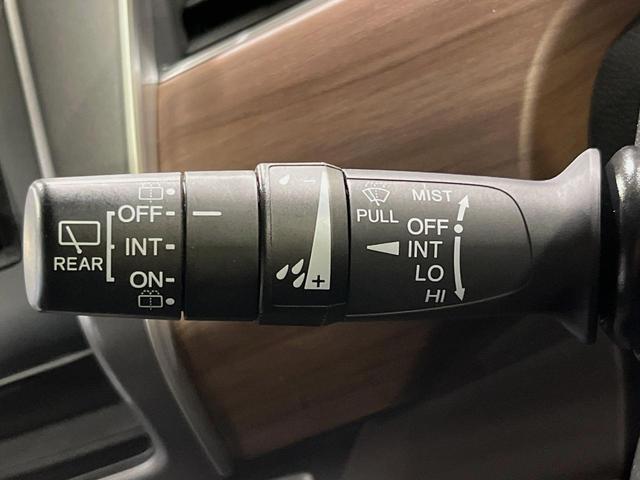 REAR
OFF
INT
ON
- 
+
PULL
MIST
OFF
INT
LO
HI